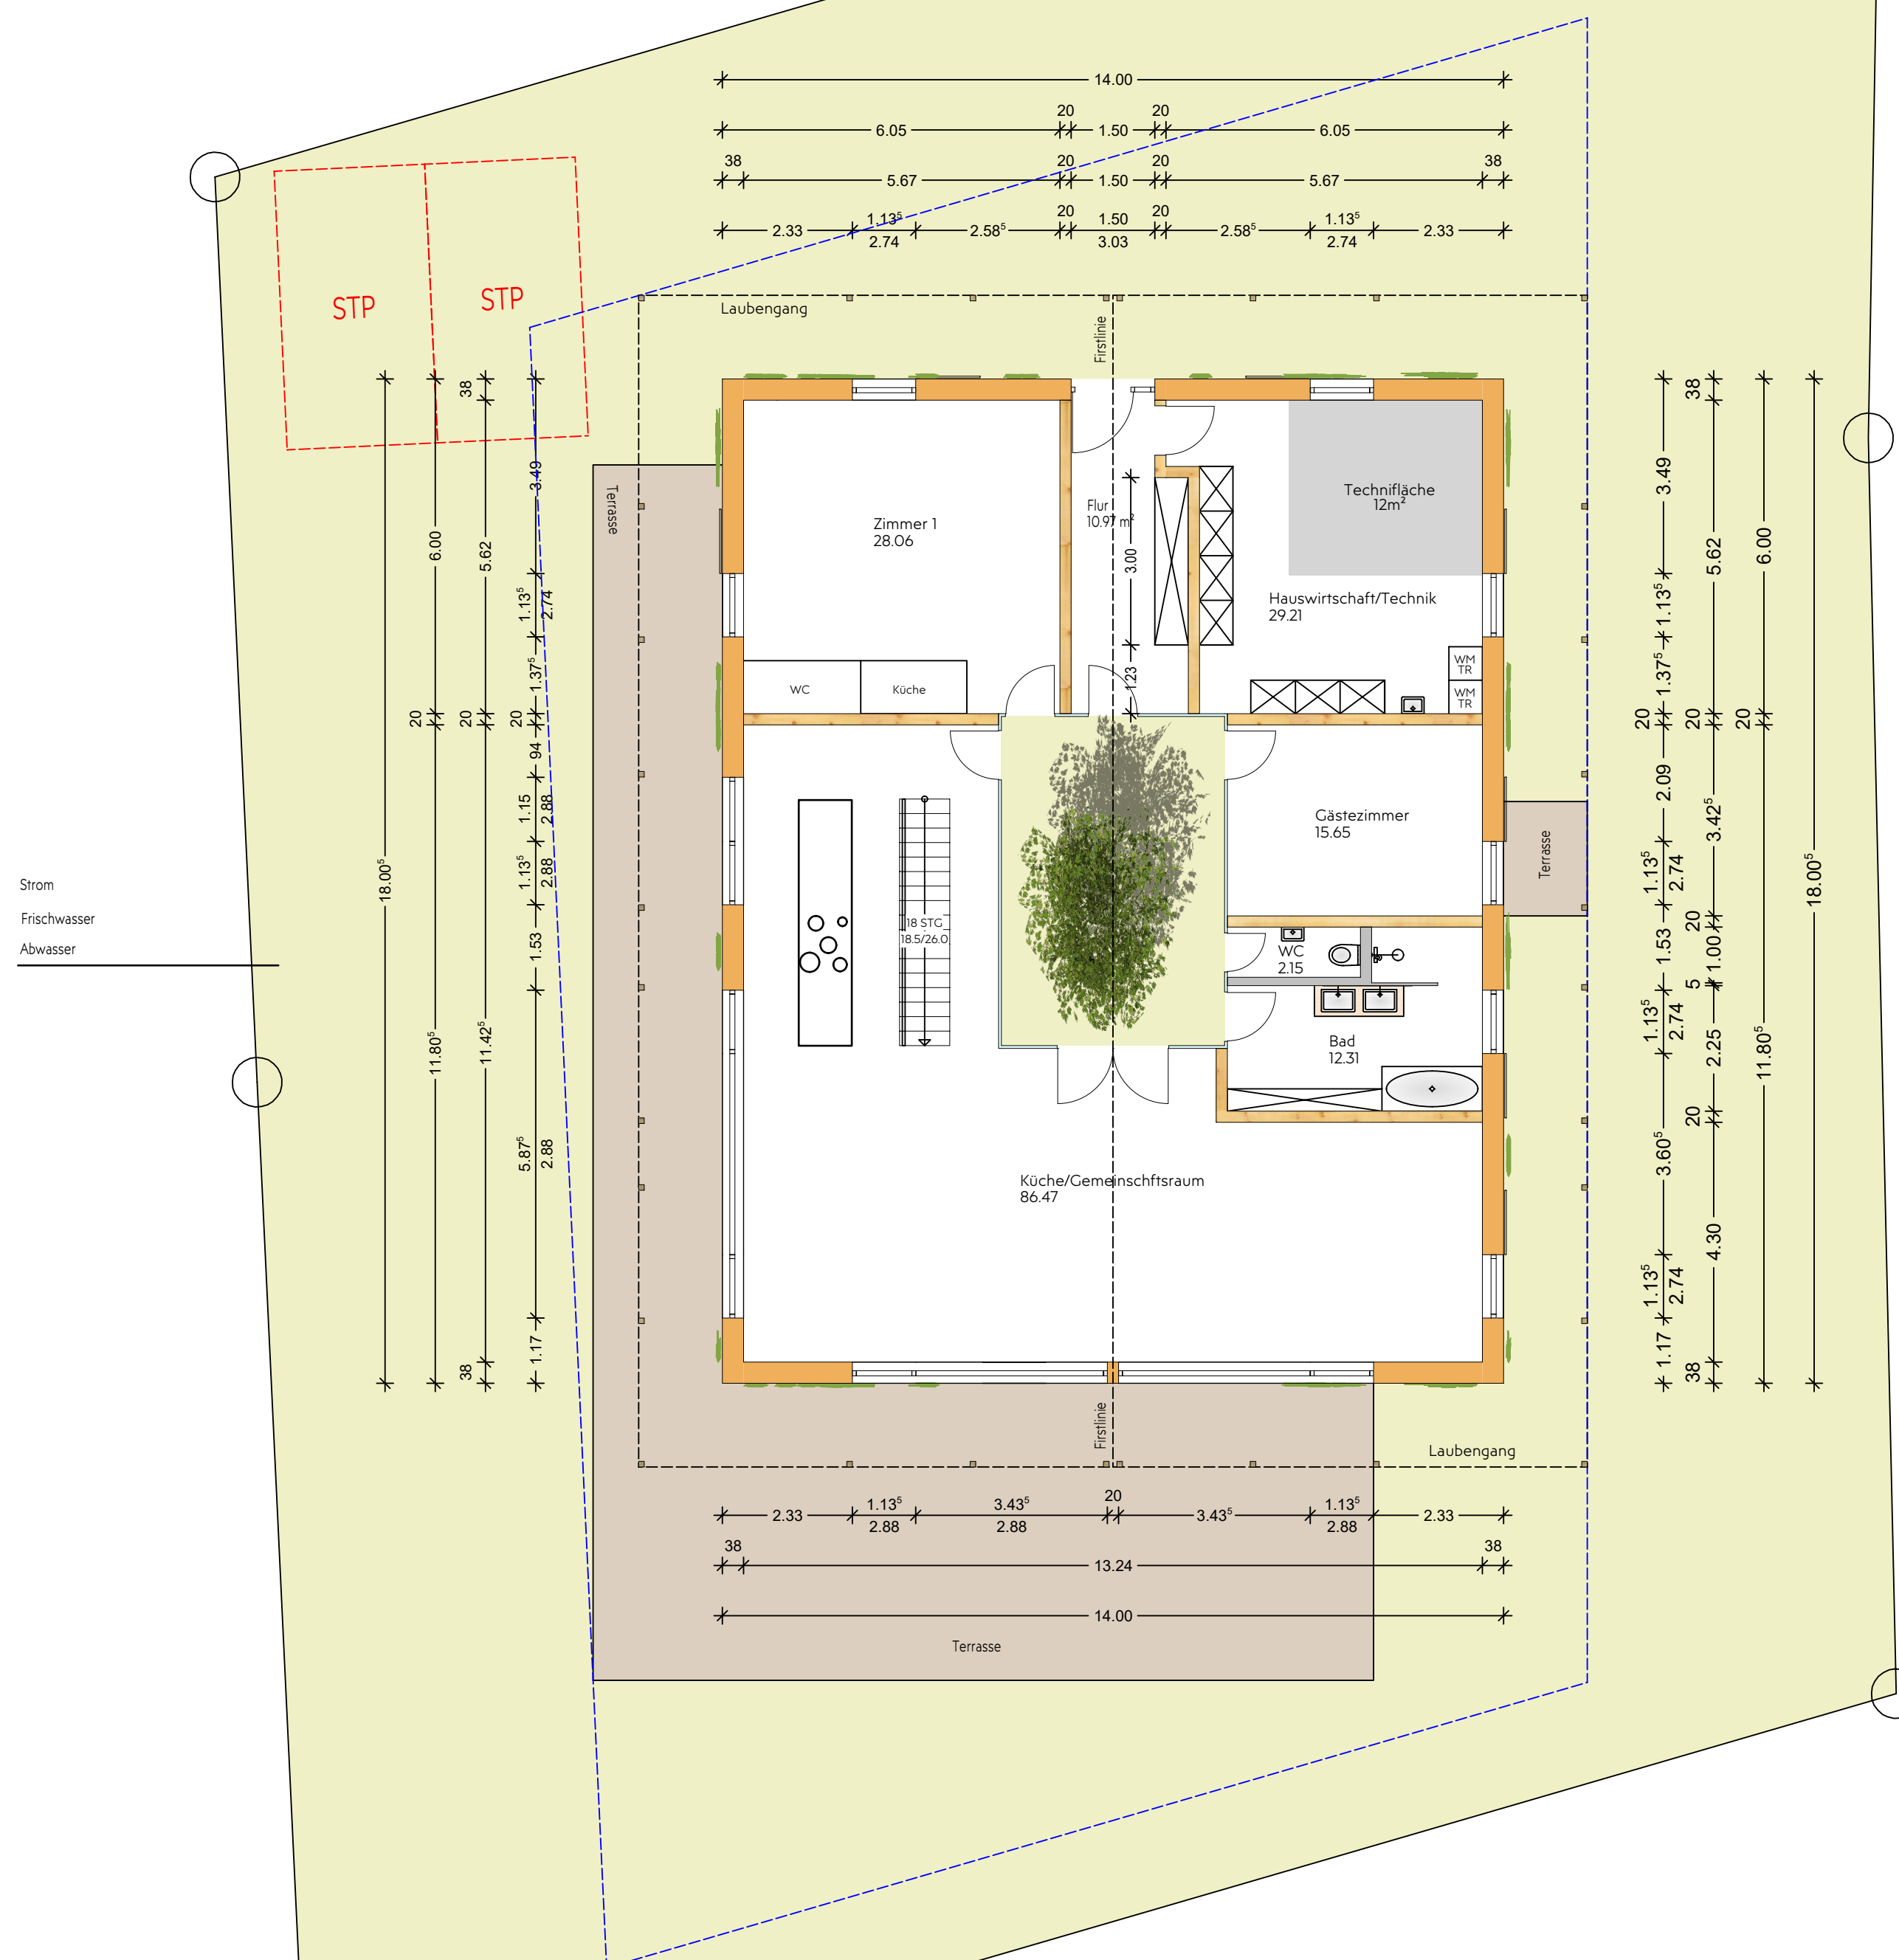 14.00
20 20
6.05 1.50 6.05
38 20 20 38
5.67 1.50 5.67
20 20
2.33 1.13⁵ 2.58⁵ 1.50 2.58⁵ 1.13⁵ 2.33
2.74 3.03 2.74
STP
STP
Laubengang
Firstlinie
Terrasse
Zimmer 1
28.06
Flur
10.97 m²
3.00
1.23
Technifläche
12m²
Hauswirtschaft/Technik
29.21
WM
TR
WM
TR
WC
Küche
Gästezimmer
15.65
Terrasse
18 STG
18.5/26.0
WC
2.15
Bad
12.31
Küche/Gemeinschftsraum
86.47
Strom
Frischwasser
Abwasser
18.00⁵
6.00
20
11.80⁵
38
5.62
20
11.42⁵
38
3.49
1.13⁵
2.74
1.37⁵
20
94
1.15
2.88
1.13⁵
2.88
1.53
5.87⁵
2.88
1.17
3.49
1.13⁵
1.37⁵
20
2.09
1.13⁵
2.74
1.53
1.13⁵
2.74
3.60⁵
1.13⁵
2.74
1.17
38
5.62
20
3.42⁵
20
1.00
5
2.25
20
4.30
38
6.00
20
11.80⁵
18.00⁵
Firstlinie
Laubengang
20
2.33 1.13⁵ 3.43⁵ 3.43⁵ 1.13⁵ 2.33
2.88 2.88 2.88
38 38
13.24
14.00
Terrasse